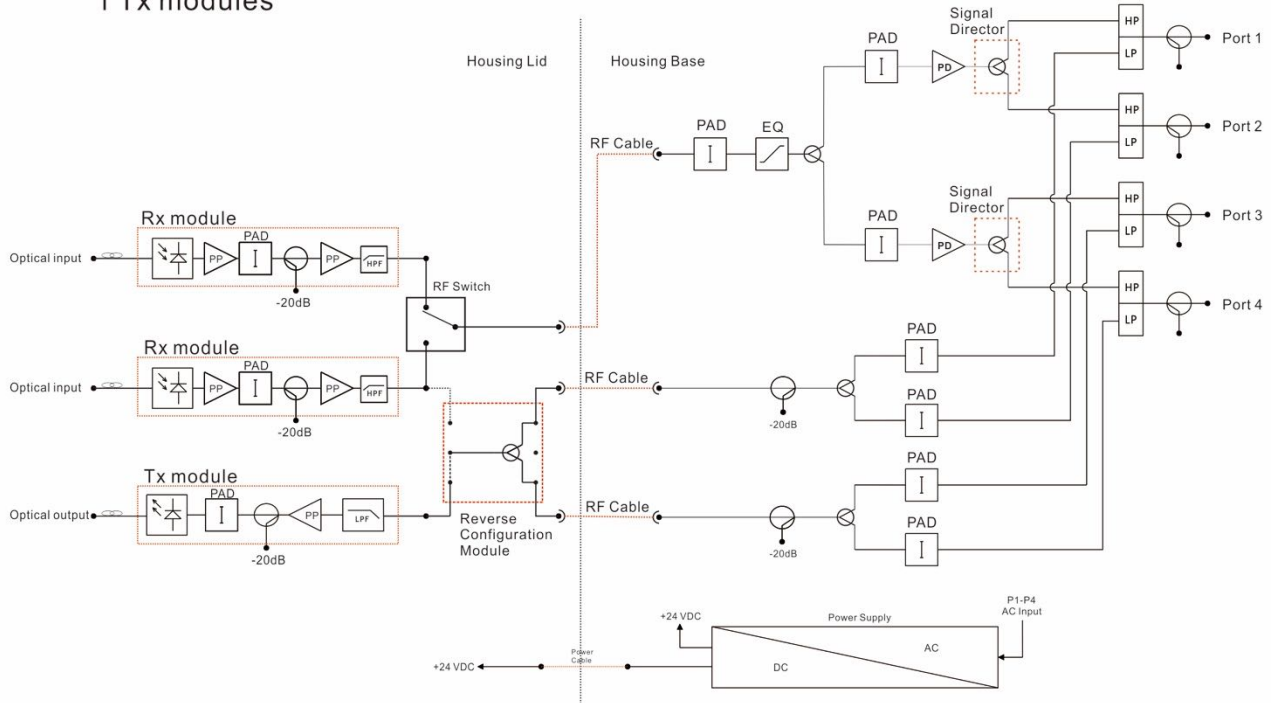 1 Tx modules
Housing Lid
Housing Base
Signal
Director
PAD
PD
HP
LP
Port 1
HP
LP
Port 2
RF Cable
PAD
EQ
Signal
Director
PAD
PD
HP
LP
Port 3
HP
LP
Port 4
Rx module
Optical input
PP
PAD
-20dB
PP
HPF
RF Switch
Rx module
Optical input
PP
PAD
-20dB
PP
HPF
RF Cable
-20dB
PAD
PAD
Tx module
Optical output
PAD
-20dB
PP
LPF
Reverse
Configuration
Module
RF Cable
-20dB
PAD
PAD
+24 VDC
Power
Cable
+24 VDC
Power Supply
DC
AC
P1-P4
AC Input